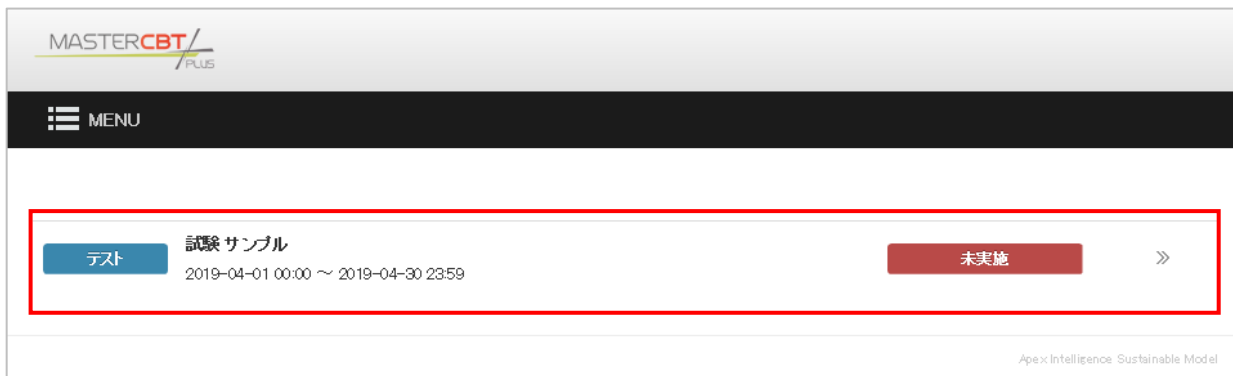 MASTERCBT
PLUS
MENU
テスト
試験 サンプル
2019-04-01 00:00 ～ 2019-04-30 23:59
未実施
Apex Intelligence Sustainable Model